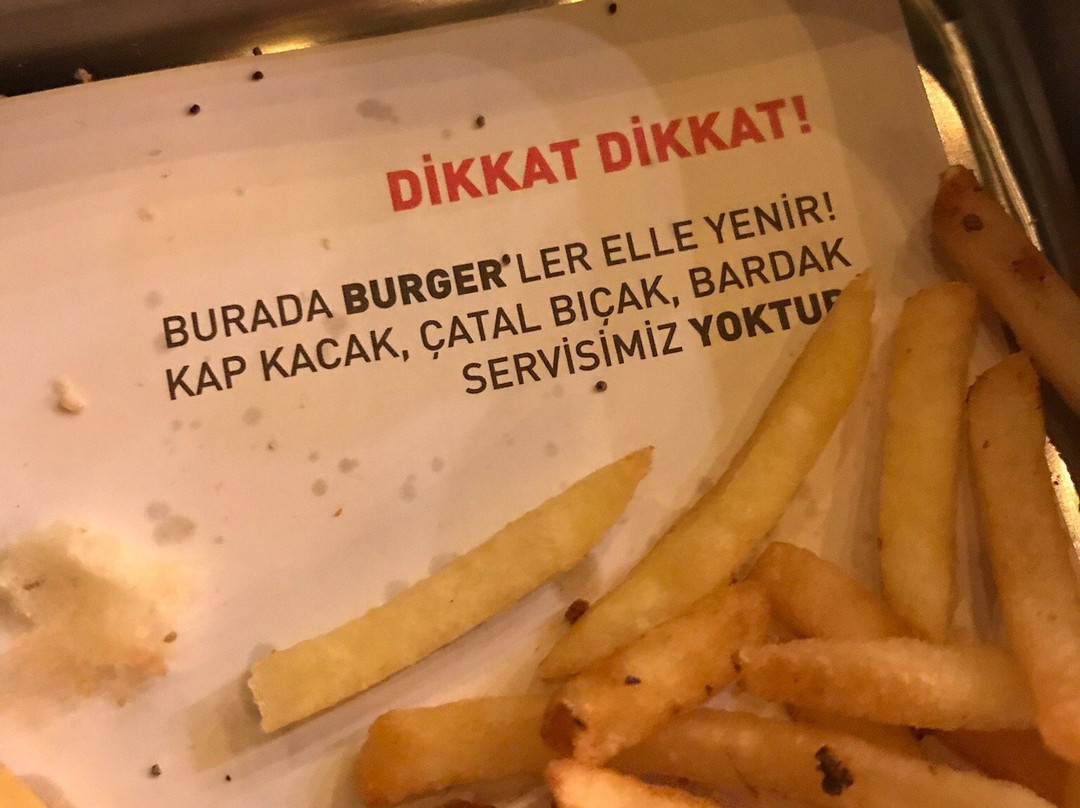 DİKKAT DİKKAT!
BURADA BURGER'LER ELLE YENİR!
KAP KACAK, ÇATAL BIÇAK, BARDAK
SERVİSİMİZ YOKTUR